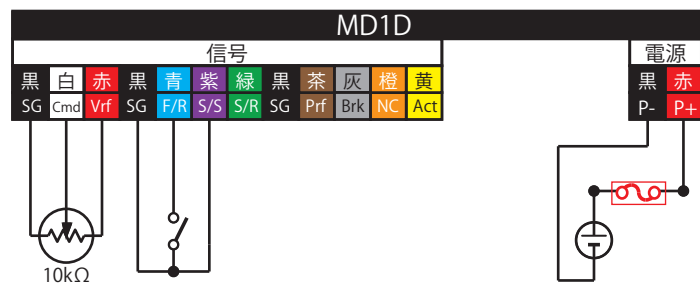 MD1D
信号 電源
黒 白 赤 黒 青 紫 緑 黒 茶 灰 橙 黄 黒 赤
SG Cmd Vrf SG F/R S/S S/R SG Prf Brk NC Act P- P+
10kΩ